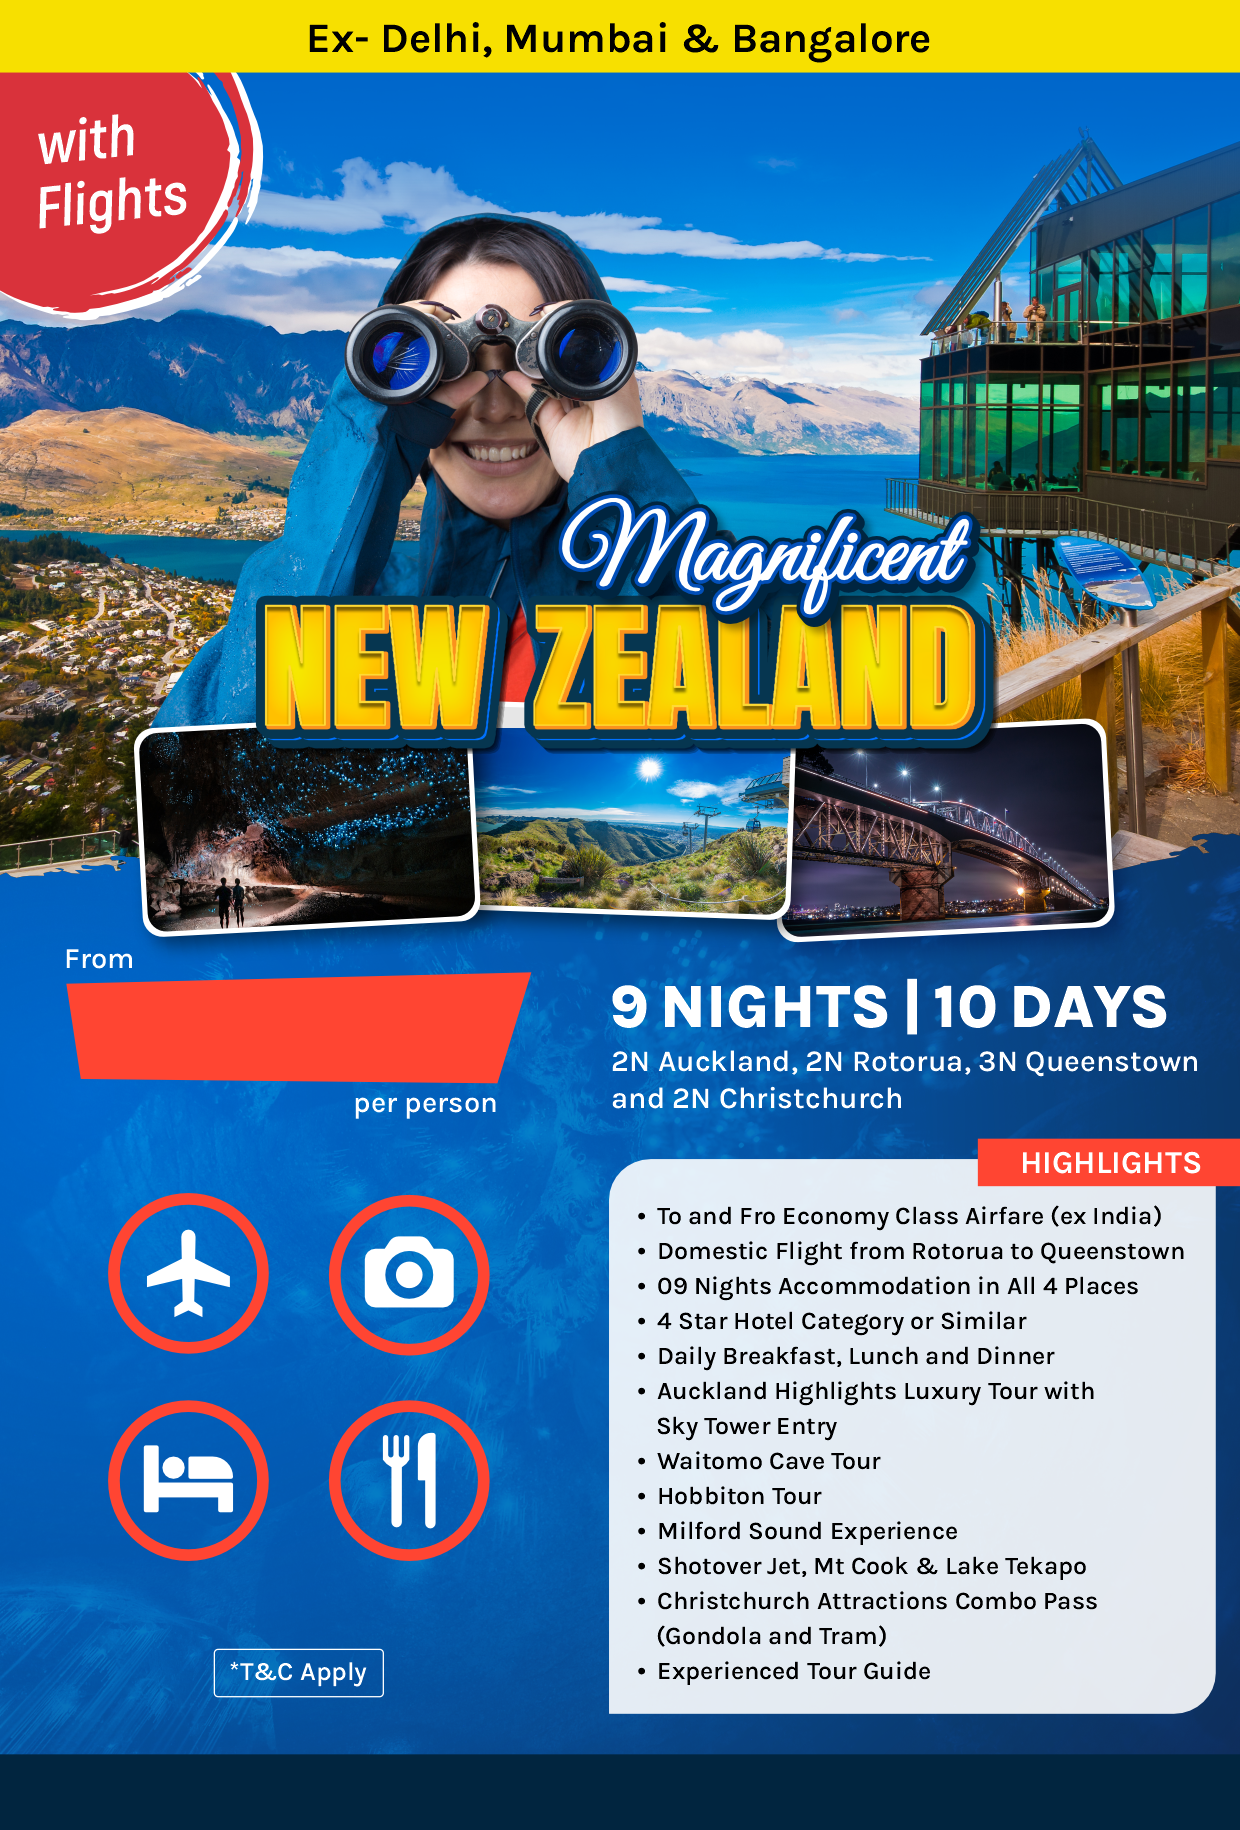 Ex- Delhi, Mumbai & Bangalore
with
Flights
Magnificent
NEW ZEALAND
From
per person
9 NIGHTS | 10 DAYS
2N Auckland, 2N Rotorua, 3N Queenstown
and 2N Christchurch
HIGHLIGHTS
• To and Fro Economy Class Airfare (ex India)
• Domestic Flight from Rotorua to Queenstown
• 09 Nights Accommodation in All 4 Places
• 4 Star Hotel Category or Similar
• Daily Breakfast, Lunch and Dinner
• Auckland Highlights Luxury Tour with
Sky Tower Entry
• Waitomo Cave Tour
• Hobbiton Tour
• Milford Sound Experience
• Shotover Jet, Mt Cook & Lake Tekapo
• Christchurch Attractions Combo Pass
(Gondola and Tram)
• Experienced Tour Guide
*T&C Apply